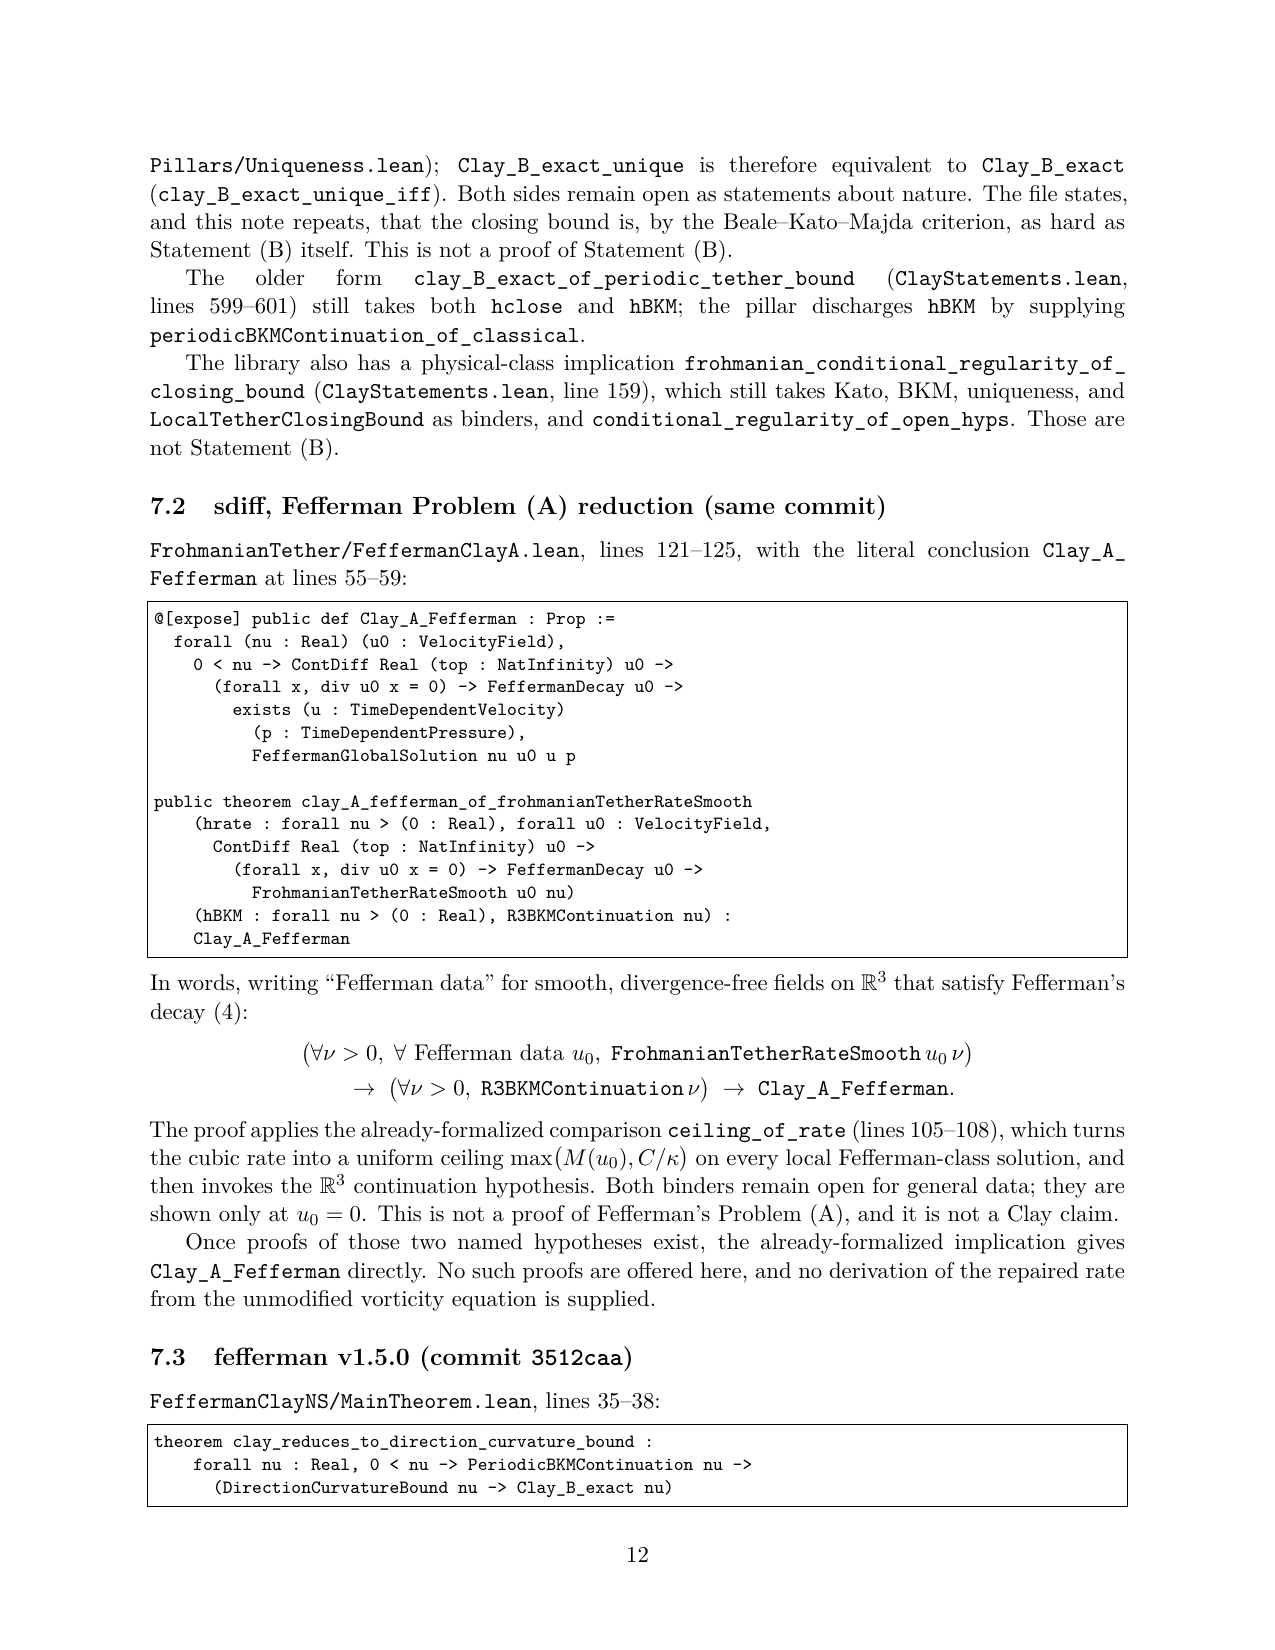 Pillars/Uniqueness.lean); Clay_B_exact_unique is therefore equivalent to Clay_B_exact
(clay_B_exact_unique_iff). Both sides remain open as statements about nature. The file states,
and this note repeats, that the closing bound is, by the Beale–Kato–Majda criterion, as hard as
Statement (B) itself. This is not a proof of Statement (B).
The older form clay_B_exact_of_periodic_tether_bound (ClayStatements.lean,
lines 599–601) still takes both hclose and hBKM; the pillar discharges hBKM by supplying
periodicBKMContinuation_of_classical.
The library also has a physical-class implication frohmanian_conditional_regularity_of_
closing_bound (ClayStatements.lean, line 159), which still takes Kato, BKM, uniqueness, and
LocalTetherClosingBound as binders, and conditional_regularity_of_open_hyps. Those are
not Statement (B).
7.2 sdiff, Fefferman Problem (A) reduction (same commit)
FrohmanianTether/FeffermanClayA.lean, lines 121–125, with the literal conclusion Clay_A_
Fefferman at lines 55–59:
@[expose] public def Clay_A_Fefferman : Prop :=
  forall (nu : Real) (u0 : VelocityField),
    0 < nu -> ContDiff Real (top : NatInfinity) u0 ->
      (forall x, div u0 x = 0) -> FeffermanDecay u0 ->
        exists (u : TimeDependentVelocity)
          (p : TimeDependentPressure),
          FeffermanGlobalSolution nu u0 u p
public theorem clay_A_fefferman_of_frohmanianTetherRateSmooth
    (hrate : forall nu > (0 : Real), forall u0 : VelocityField,
      ContDiff Real (top : NatInfinity) u0 ->
        (forall x, div u0 x = 0) -> FeffermanDecay u0 ->
          FrohmanianTetherRateSmooth u0 nu)
    (hBKM : forall nu > (0 : Real), R3BKMContinuation nu) :
    Clay_A_Fefferman
In words, writing “Fefferman data” for smooth, divergence-free fields on ℝ³ that satisfy Fefferman’s
decay (4):
(∀ν > 0, ∀ Fefferman data u₀, FrohmanianTetherRateSmooth u₀ ν)
→ (∀ν > 0, R3BKMContinuation ν) → Clay_A_Fefferman.
The proof applies the already-formalized comparison ceiling_of_rate (lines 105–108), which turns
the cubic rate into a uniform ceiling max(M(u₀), C/κ) on every local Fefferman-class solution, and
then invokes the ℝ³ continuation hypothesis. Both binders remain open for general data; they are
shown only at u₀ = 0. This is not a proof of Fefferman’s Problem (A), and it is not a Clay claim.
Once proofs of those two named hypotheses exist, the already-formalized implication gives
Clay_A_Fefferman directly. No such proofs are offered here, and no derivation of the repaired rate
from the unmodified vorticity equation is supplied.
7.3 fefferman v1.5.0 (commit 3512caa)
FeffermanClayNS/MainTheorem.lean, lines 35–38:
theorem clay_reduces_to_direction_curvature_bound :
    forall nu : Real, 0 < nu -> PeriodicBKMContinuation nu ->
      (DirectionCurvatureBound nu -> Clay_B_exact nu)
12